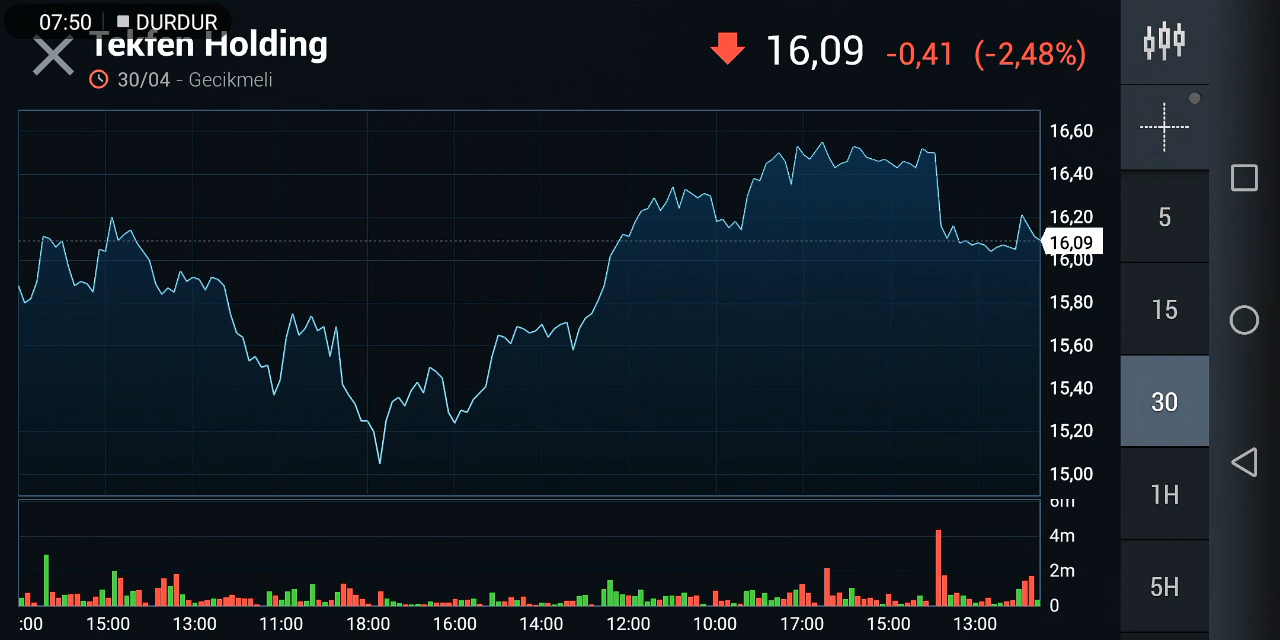 07:50 DURDUR
Tekfen Holding
30/04 - Gecikmeli
16,09 -0,41 (-2,48%)
16,60
16,40
16,20
16,09
16,00
15,80
15,60
15,40
15,20
15,00
6m
4m
2m
0
:00 15:00 13:00 11:00 18:00 16:00 14:00 12:00 10:00 17:00 15:00 13:00
5
15
30
1H
5H